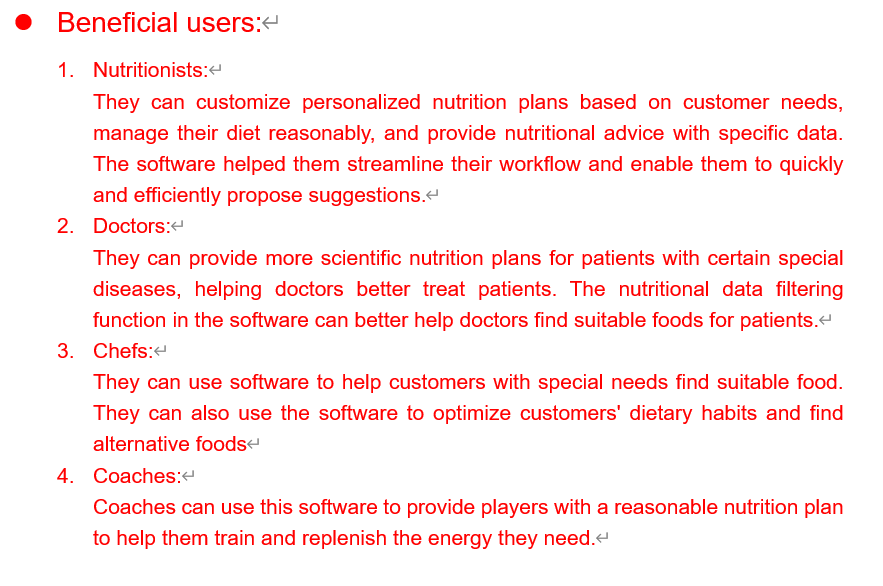 ● Beneficial users:↵
1. Nutritionists:↵
They can customize personalized nutrition plans based on customer needs,
manage their diet reasonably, and provide nutritional advice with specific data.
The software helped them streamline their workflow and enable them to quickly
and efficiently propose suggestions.↵
2. Doctors:↵
They can provide more scientific nutrition plans for patients with certain special
diseases, helping doctors better treat patients. The nutritional data filtering
function in the software can better help doctors find suitable foods for patients.↵
3. Chefs:↵
They can use software to help customers with special needs find suitable food.
They can also use the software to optimize customers' dietary habits and find
alternative foods↵
4. Coaches:↵
Coaches can use this software to provide players with a reasonable nutrition plan
to help them train and replenish the energy they need.↵